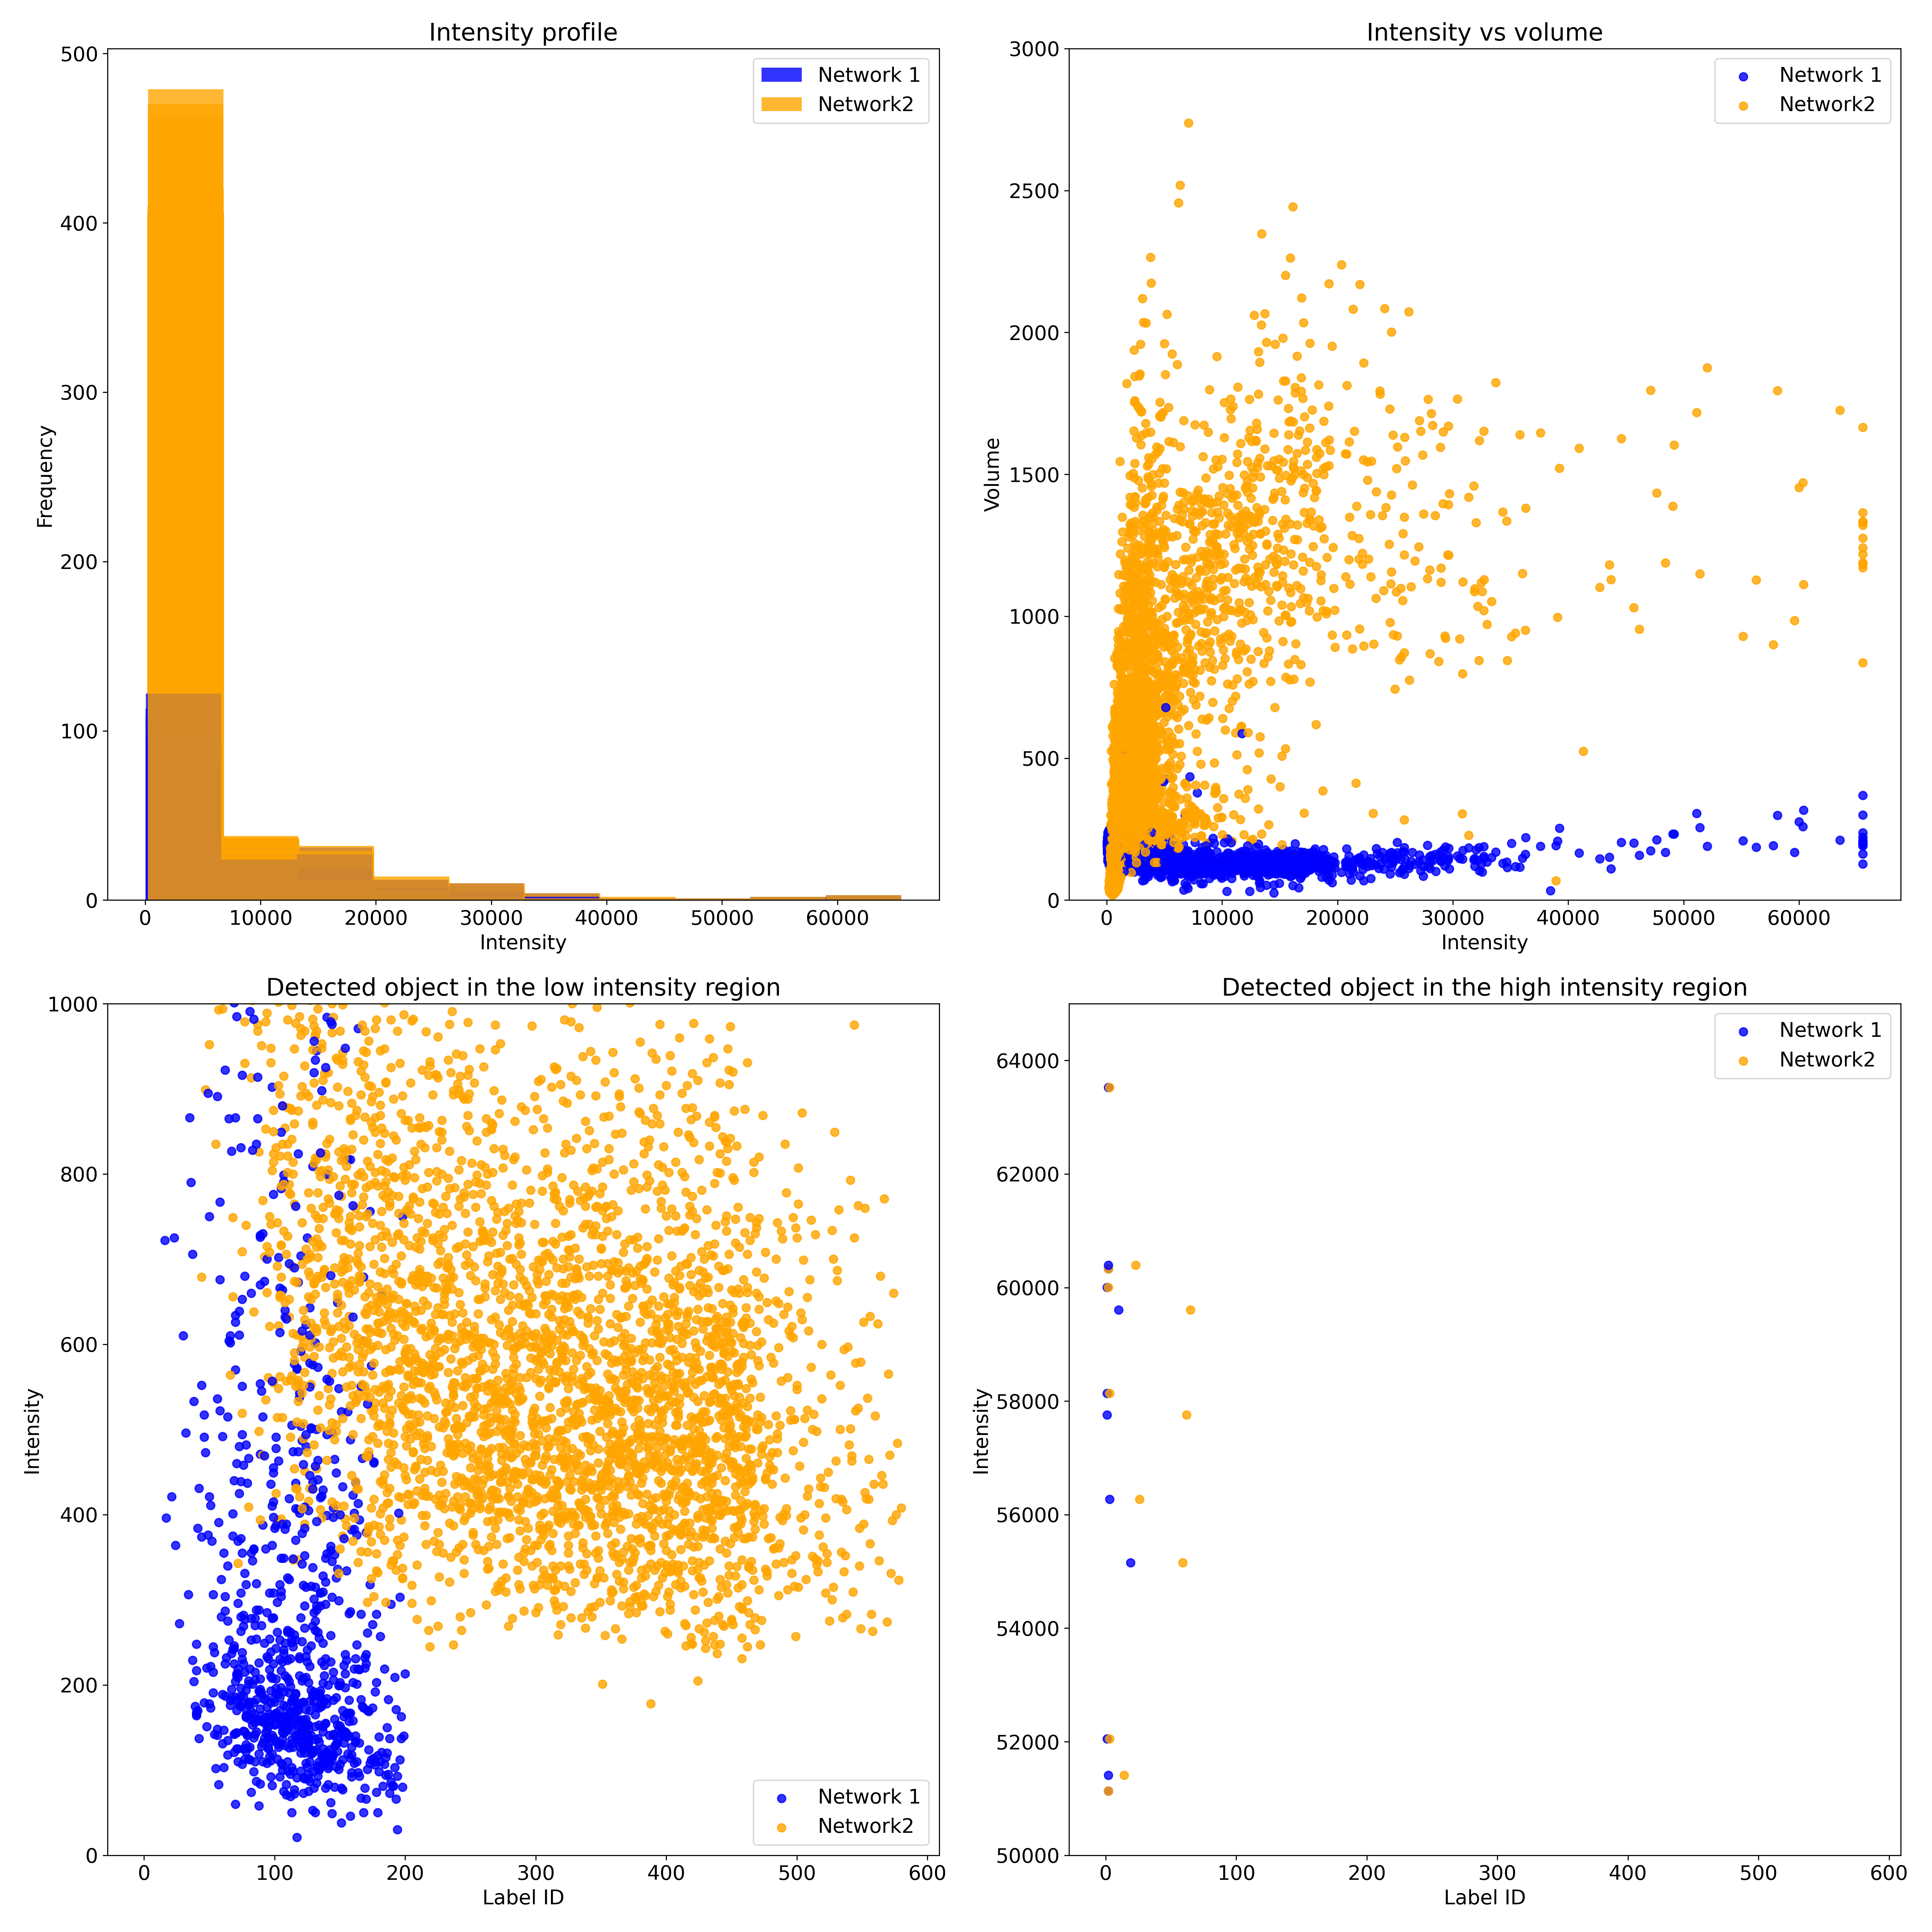 Intensity profile
500
400
300
200
100
0
Frequency
0 10000 20000 30000 40000 50000 60000
Intensity
Network 1
Network2
Intensity vs volume
3000
2500
2000
1500
1000
500
0
Volume
0 10000 20000 30000 40000 50000 60000
Intensity
Network 1
Network2
Detected object in the low intensity region
1000
800
600
400
200
0
Intensity
0 100 200 300 400 500 600
Label ID
Network 1
Network2
Detected object in the high intensity region
64000
62000
60000
58000
56000
54000
52000
50000
Intensity
0 100 200 300 400 500 600
Label ID
Network 1
Network2